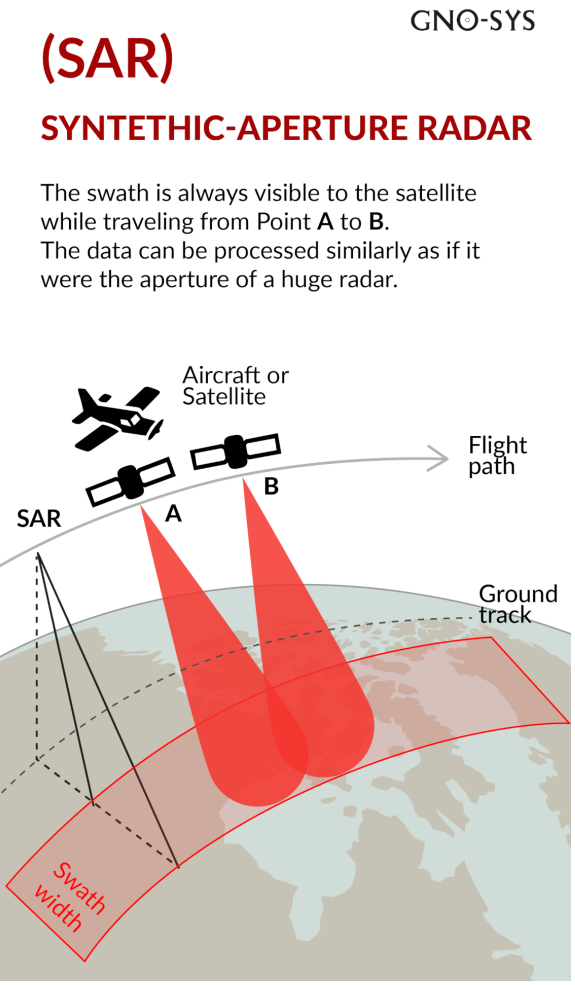 GNO-SYS
(SAR)
SYNTETHIC-APERTURE RADAR
The swath is always visible to the satellite
while traveling from Point A to B.
The data can be processed similarly as if it
were the aperture of a huge radar.
Aircraft or
Satellite
Flight
path
B
A
SAR
Ground
track
Swath
width